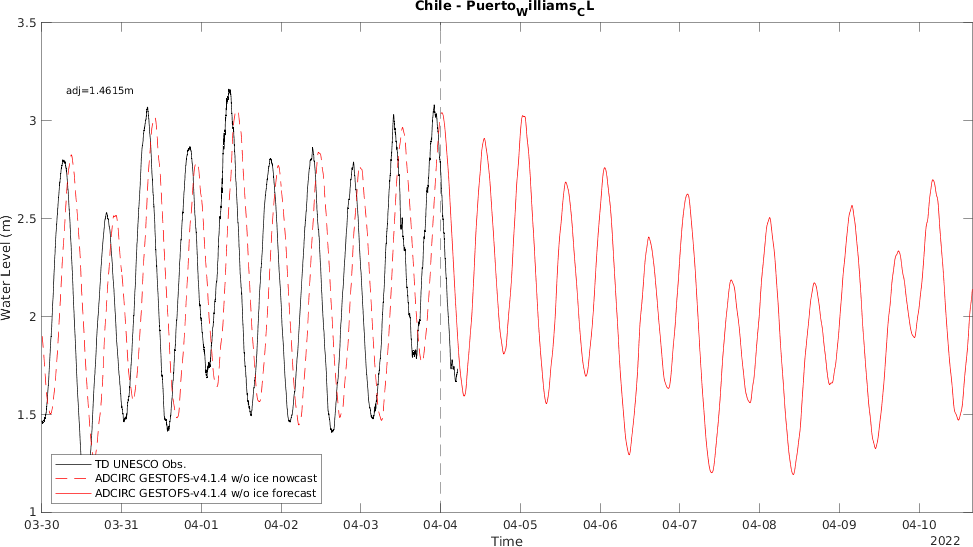 Chile - PuertoWilliamsCL
adj=1.4615m
3.5
3
2.5
2
1.5
1
Water Level (m)
TD UNESCO Obs.
ADCIRC GESTOFS-v4.1.4 w/o ice nowcast
ADCIRC GESTOFS-v4.1.4 w/o ice forecast
03-30 03-31 04-01 04-02 04-03 04-04 04-05 04-06 04-07 04-08 04-09 04-10
Time
2022